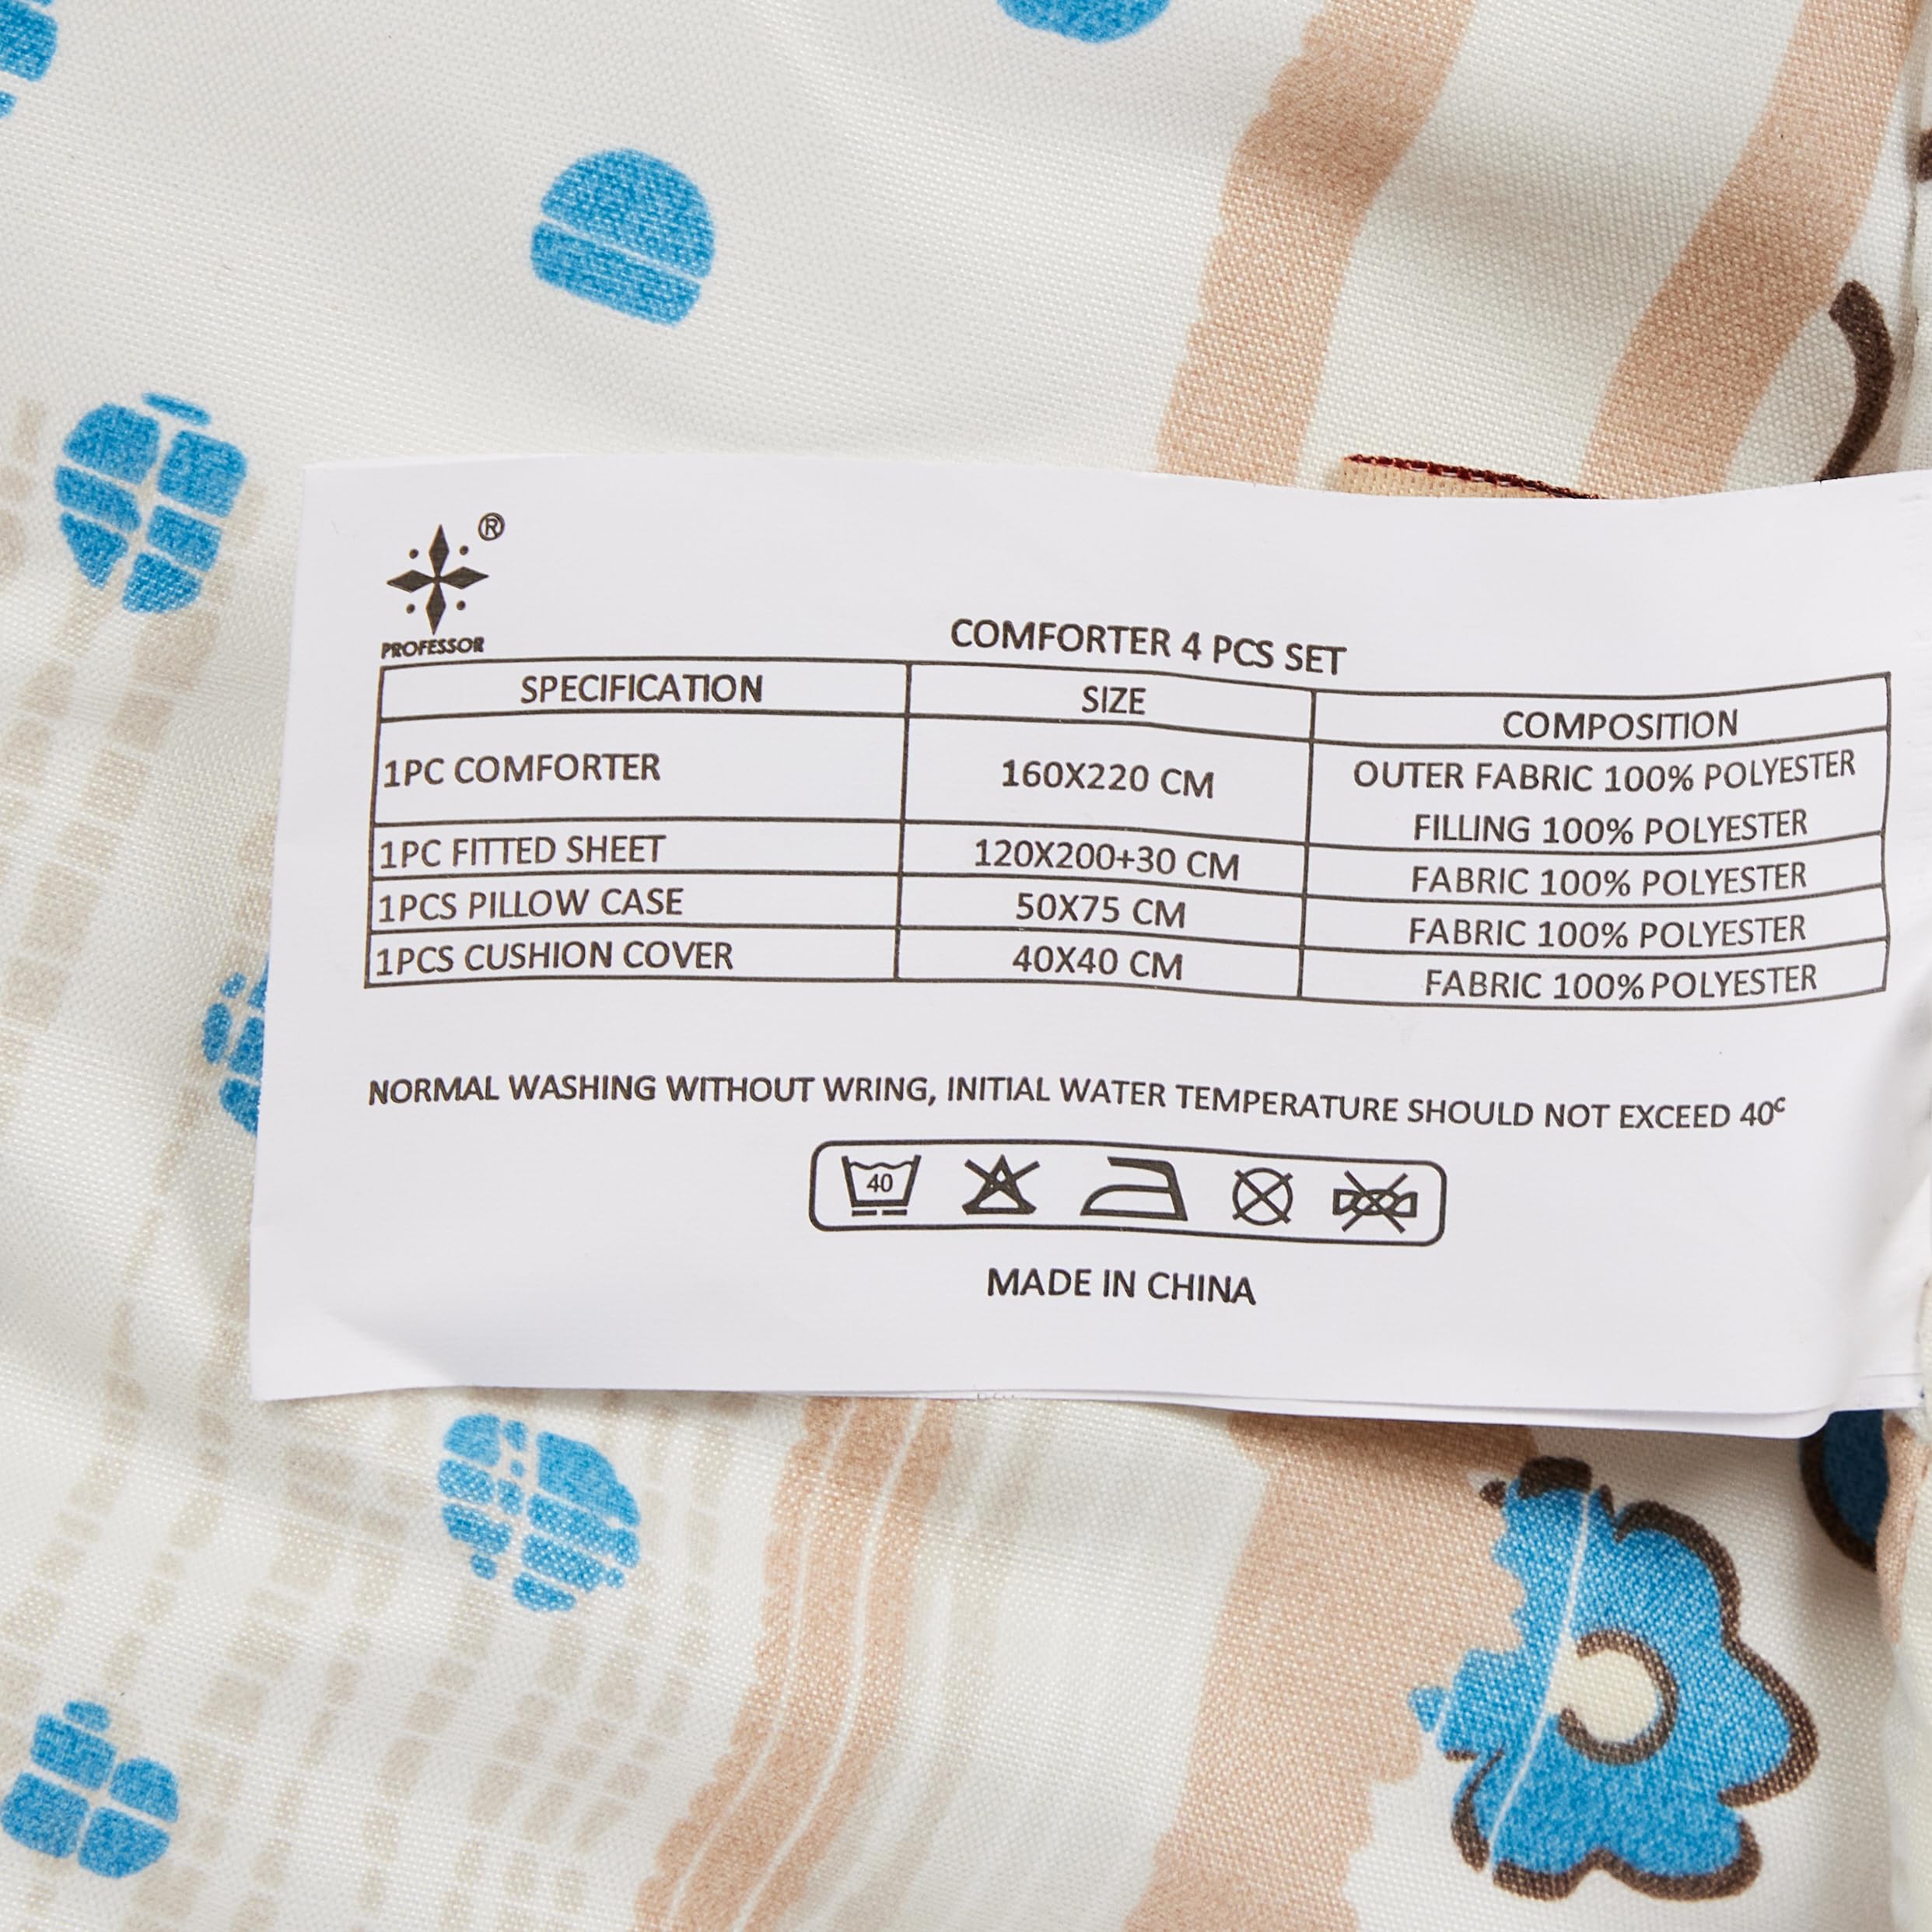 ®
PROFESSOR
COMFORTER 4 PCS SET
SPECIFICATION SIZE COMPOSITION
1PC COMFORTER 160X220 CM OUTER FABRIC 100% POLYESTER
FILLING 100% POLYESTER
1PC FITTED SHEET 120X200+30 CM FABRIC 100% POLYESTER
1PCS PILLOW CASE 50X75 CM FABRIC 100% POLYESTER
1PCS CUSHION COVER 40X40 CM FABRIC 100% POLYESTER
NORMAL WASHING WITHOUT WRING, INITIAL WATER TEMPERATURE SHOULD NOT EXCEED 40ᶜ
40
MADE IN CHINA